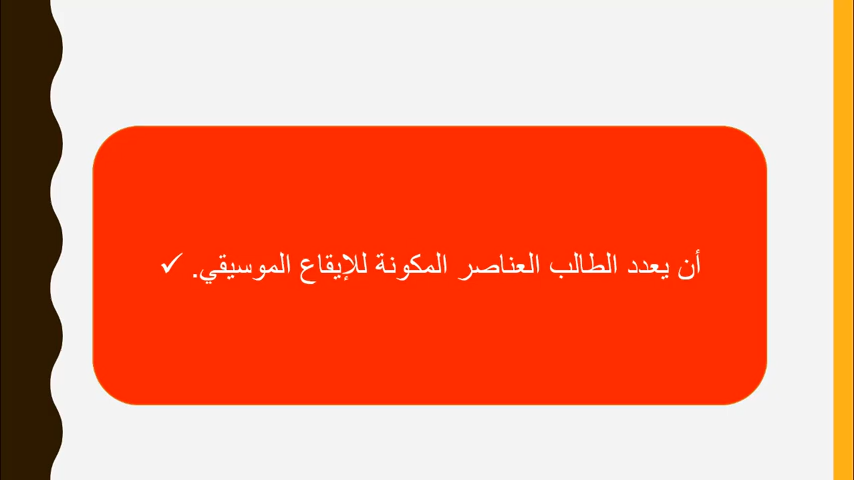 أن يعدد الطالب العناصر المكونة للإيقاع الموسيقي. ✓